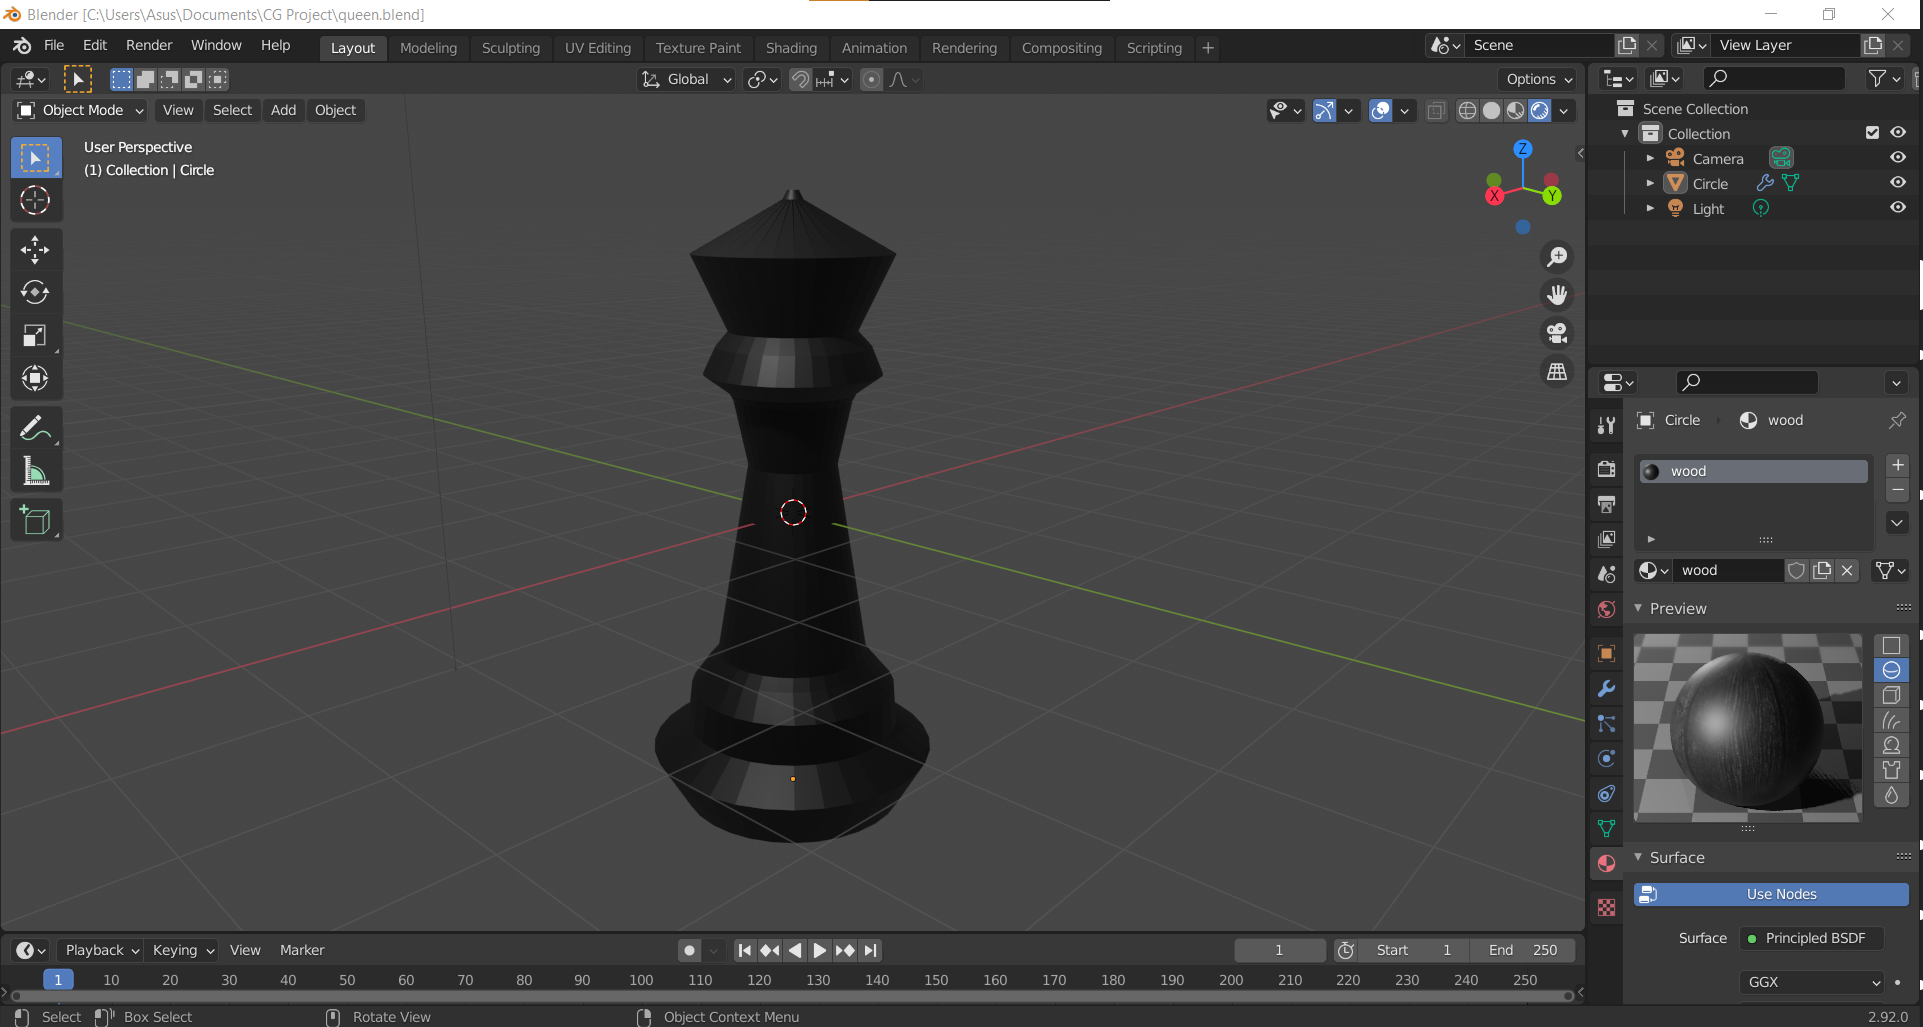 Blender [C:\Users\Asus\Documents\CG Project\queen.blend]
File Edit Render Window Help Layout Modeling Sculpting UV Editing Texture Paint Shading Animation Rendering Compositing Scripting + Scene View Layer
Global Options
Object Mode View Select Add Object
User Perspective
(1) Collection | Circle
Z
X
Y
Scene Collection
Collection
Camera
Circle
Light
Circle wood
wood
wood
Preview
Surface
Use Nodes
Surface Principled BSDF
GGX
Playback Keying View Marker 1 Start 1 End 250
1 10 20 30 40 50 60 70 80 90 100 110 120 130 140 150 160 170 180 190 200 210 220 230 240 250
Select Box Select Rotate View Object Context Menu 2.92.0